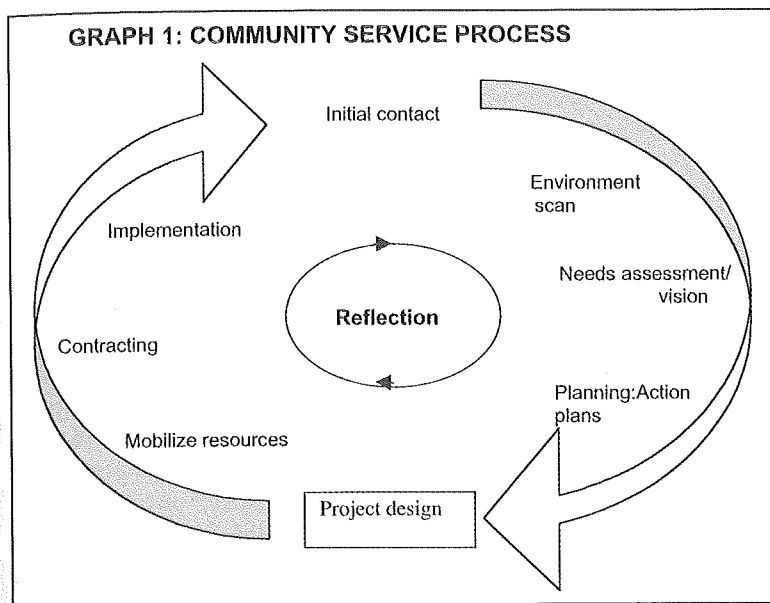 GRAPH 1: COMMUNITY SERVICE PROCESS
Initial contact
Environment
scan
Needs assessment/
vision
Planning:Action
plans
Project design
Mobilize resources
Contracting
Implementation
Reflection